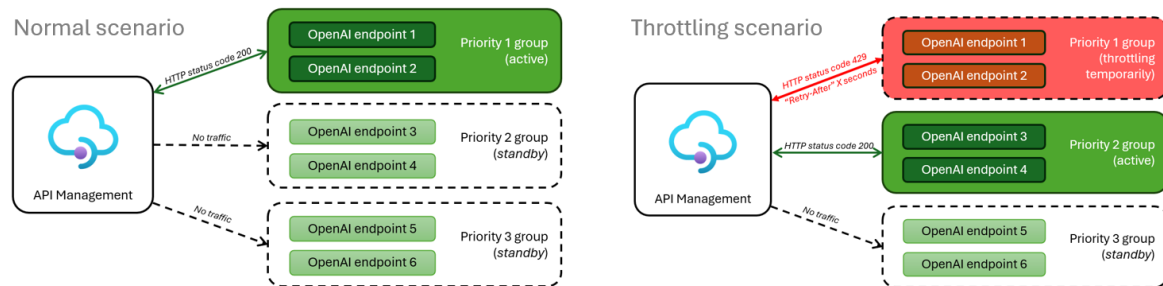 Normal scenario
HTTP status code 200
OpenAI endpoint 1
OpenAI endpoint 2
Priority 1 group
(active)
API Management
No traffic
OpenAI endpoint 3
OpenAI endpoint 4
Priority 2 group
(standby)
No traffic
OpenAI endpoint 5
OpenAI endpoint 6
Priority 3 group
(standby)
Throttling scenario
HTTP status code 429
"Retry-After" X seconds
OpenAI endpoint 1
OpenAI endpoint 2
Priority 1 group
(throttling
temporarily)
API Management
HTTP status code 200
OpenAI endpoint 3
OpenAI endpoint 4
Priority 2 group
(active)
No traffic
OpenAI endpoint 5
OpenAI endpoint 6
Priority 3 group
(standby)